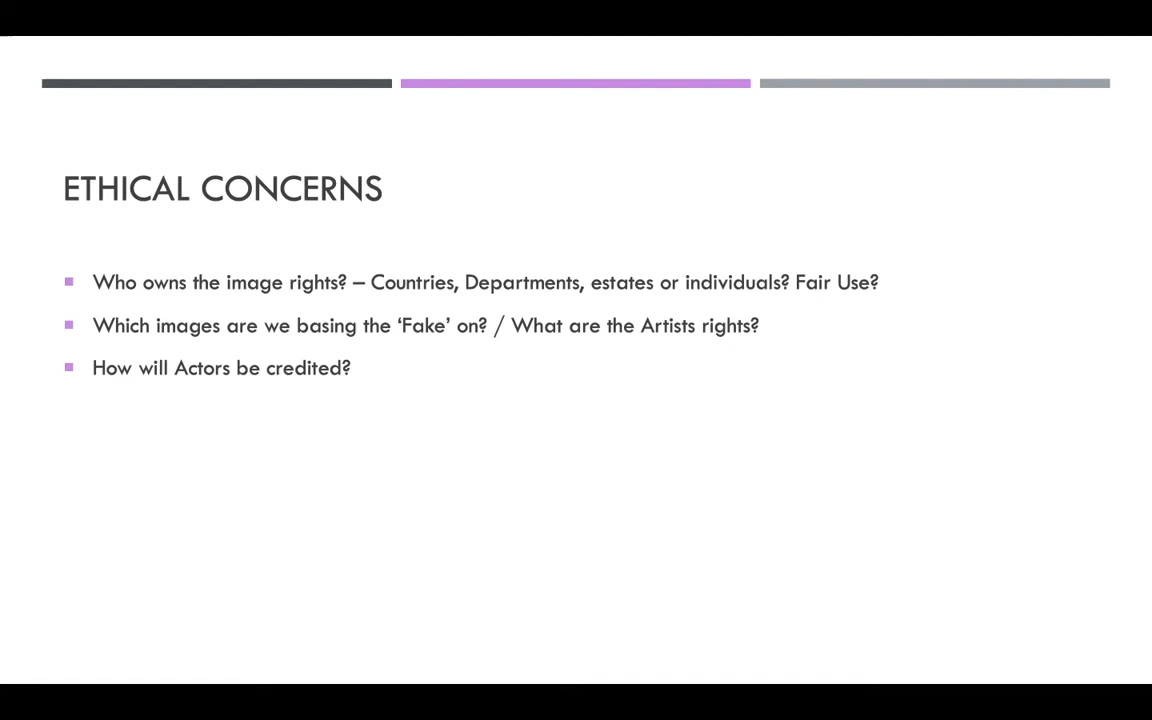 ETHICAL CONCERNS
Who owns the image rights? – Countries, Departments, estates or individuals? Fair Use?
Which images are we basing the ‘Fake’ on? / What are the Artists rights?
How will Actors be credited?